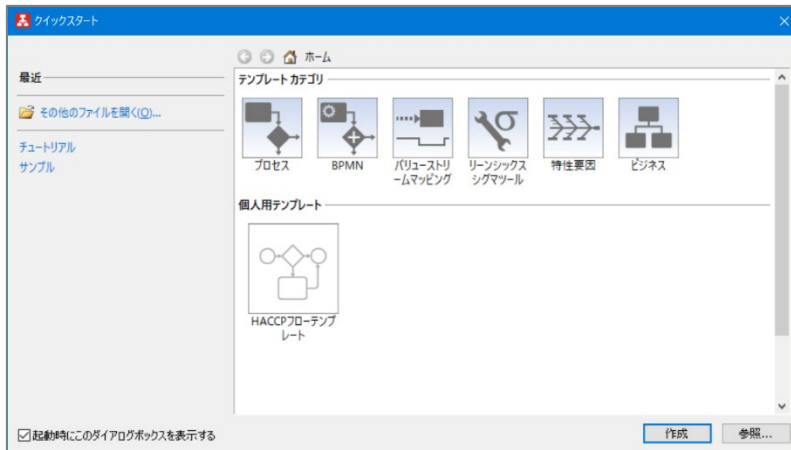 クイックスタート
ホーム
最近
その他のファイルを開く(O)...
チュートリアル
サンプル
テンプレート カテゴリ
プロセス
BPMN
バリューストリ
ームマッピング
リーンシックス
シグマツール
特性要因
ビジネス
個人用テンプレート
HACCPフローテンプ
レート
起動時にこのダイアログボックスを表示する
作成
参照...